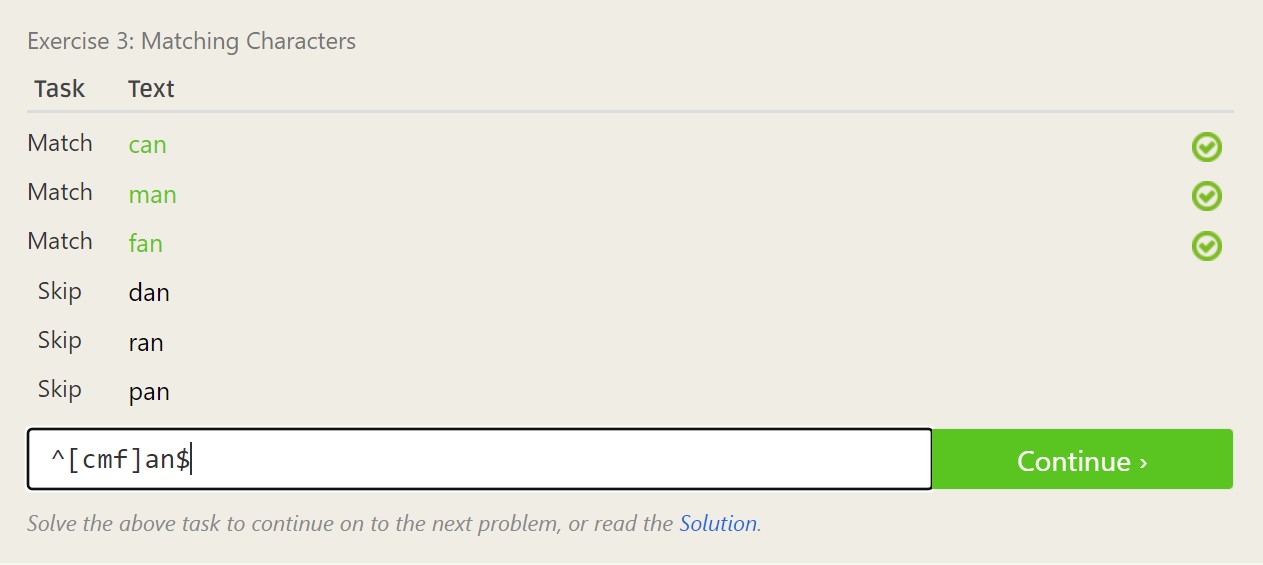 Exercise 3: Matching Characters
Task Text
Match can
Match man
Match fan
Skip dan
Skip ran
Skip pan
^[cmf]an$ Continue ›
Solve the above task to continue on to the next problem, or read the Solution.